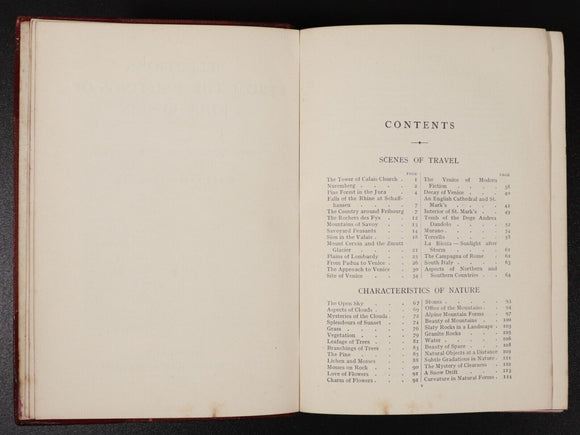 CONTENTS
SCENES OF TRAVEL
PAGE
The Tower of Calais Church . 1
Nuremberg . . . . 2
Pine Forest in the Jura . 4
Falls of the Rhine at Schaff-
hausen . . . . 7
The Country around Fribourg 7
The Rochers des Fys . 12
Mountains of Savoy . 13
Savoyard Peasants . 14
Sion in the Valais . . 18
Mount Cervin and the Zmutt
Glacier . . . . 21
Plains of Lombardy . 23
From Padua to Venice . 26
The Approach to Venice . 30
Site of Venice . . . 34
PAGE
The Venice of Modern
Fiction . . . . 38
Decay of Venice . . 40
An English Cathedral and St.
Mark's . . . . 42
Interior of St. Mark's . 49
Tomb of the Doge Andrea
Dandolo . . . . 52
Murano . . . . 54
Torcello . . . .
La Riccia—Sunlight after
Storm . . . . 61
The Campagna of Rome . 62
South Italy . . . 63
Aspects of Northern and
Southern Countries . 64
CHARACTERISTICS OF NATURE
The Open Sky . . . 67
Aspects of Clouds . . 69
Mysteries of the Clouds . 72
Splendours of Sunset . 74
Grass . . . . 76
Vegetation . . . . 79
Leafage of Trees . . 82
Branchings of Trees . 83
The Pine . . . . 85
Lichen and Mosses . 88
Mosses on Rock . . 90
Love of Flowers . . 91
Charm of Flowers . . 92
Stones . . . . 93
Office of the Mountains . 94
Alpine Mountain Forms . 97
Beauty of Mountains . 100
Slaty Rocks in a Landscape . 103
Granite Rocks . . 105
Water . . . . 106
Beauty of Space . . 108
Natural Objects at a Distance 109
Subtle Gradations in Nature . 111
The Mystery of Clearness . 112
A Snow Drift . . . 113
Curvature in Natural Forms . 114
v